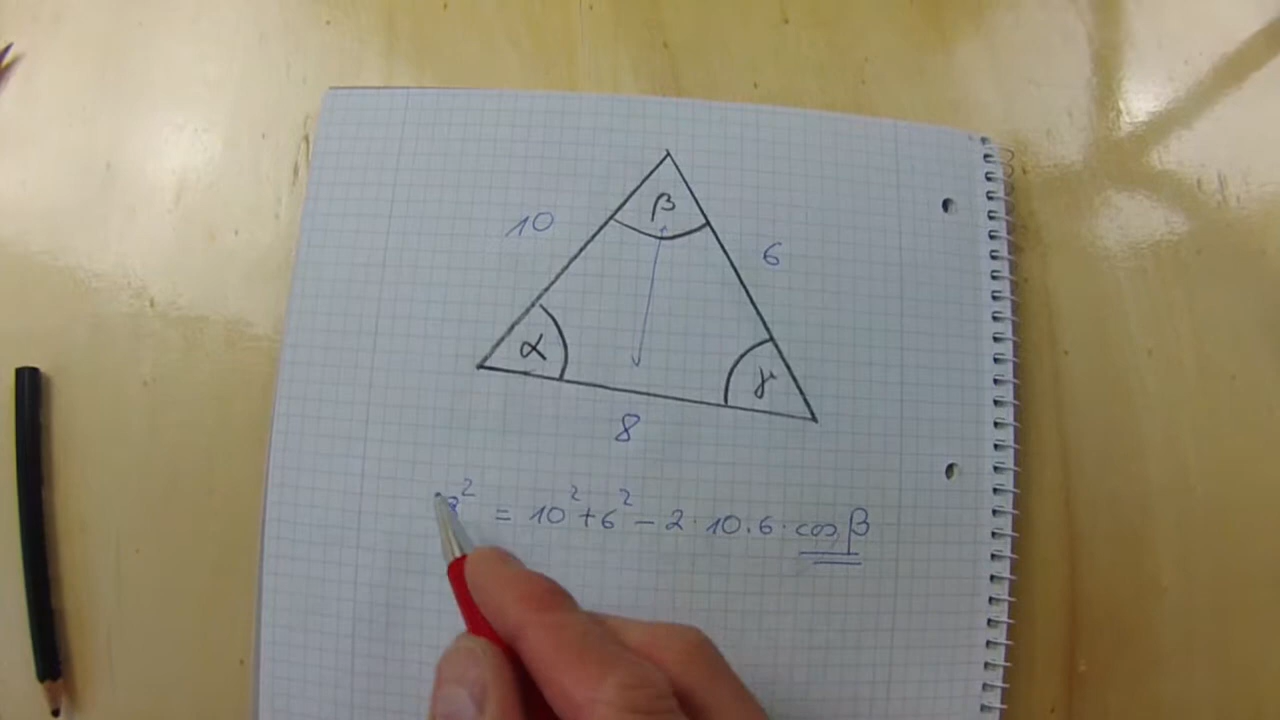 β
10
6
α
γ
8
8² = 10² + 6² - 2 · 10 · 6 · cos β